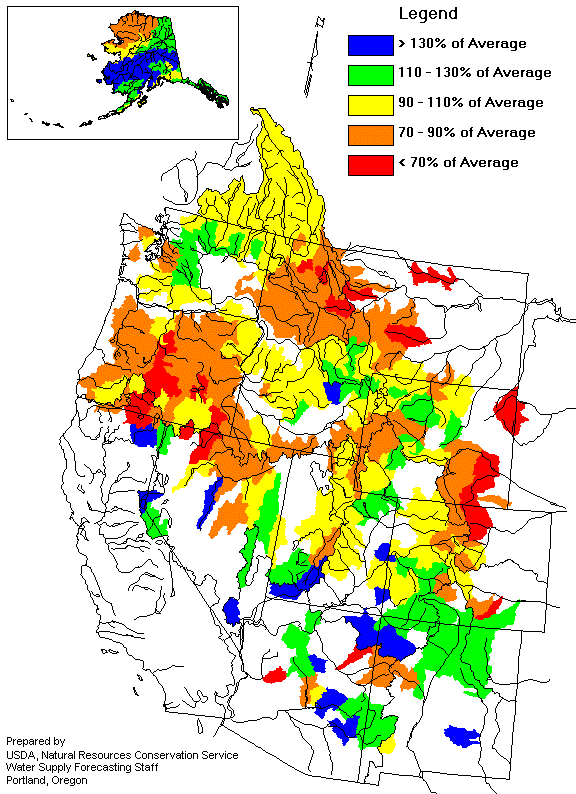 Legend
> 130% of Average
110 - 130% of Average
90 - 110% of Average
70 - 90% of Average
< 70% of Average
Prepared by
USDA, Natural Resources Conservation Service
Water Supply Forecasting Staff
Portland, Oregon